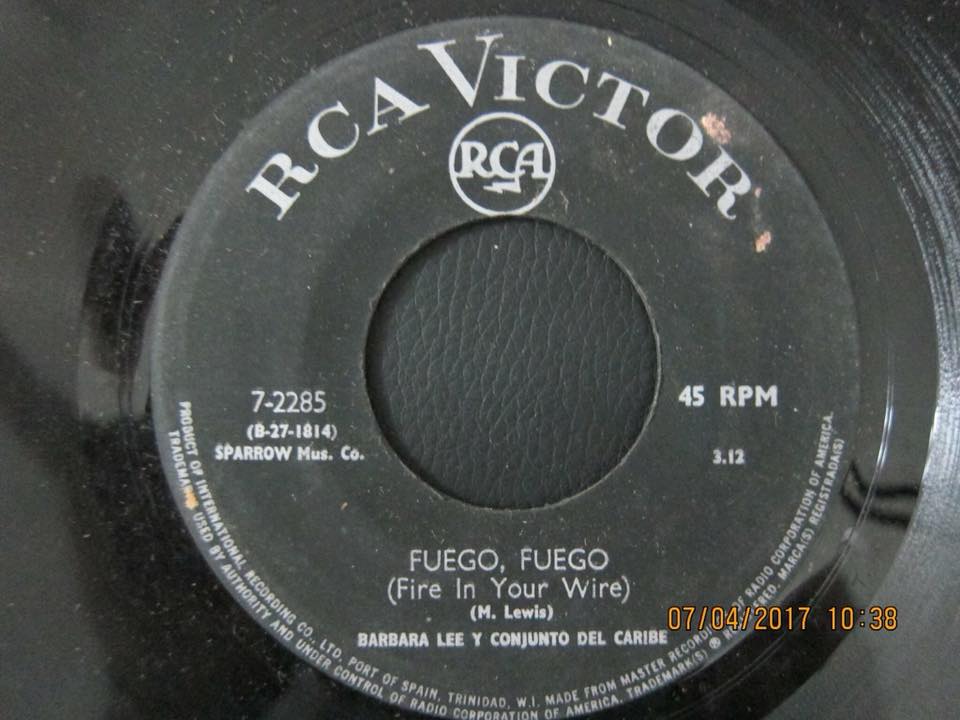 RCA VICTOR
RCA
7-2285
(B-27-1814)
SPARROW Mus. Co.
45 RPM
3.12
FUEGO, FUEGO
(Fire In Your Wire)
(M. Lewis)
BARBARA LEE Y CONJUNTO DEL CARIBE
PRODUCT OF INTERNATIONAL RECORDING CO., LTD. PORT OF SPAIN, TRINIDAD, W.I. MADE FROM MASTER RECORDING OF RADIO CORPORATION OF AMERICA.
USED BY AUTHORITY AND UNDER CONTROL OF RADIO CORPORATION OF AMERICA. TRADEMARK(S) ® MARCA(S) REGISTRADA(S)
07/04/2017 10:38